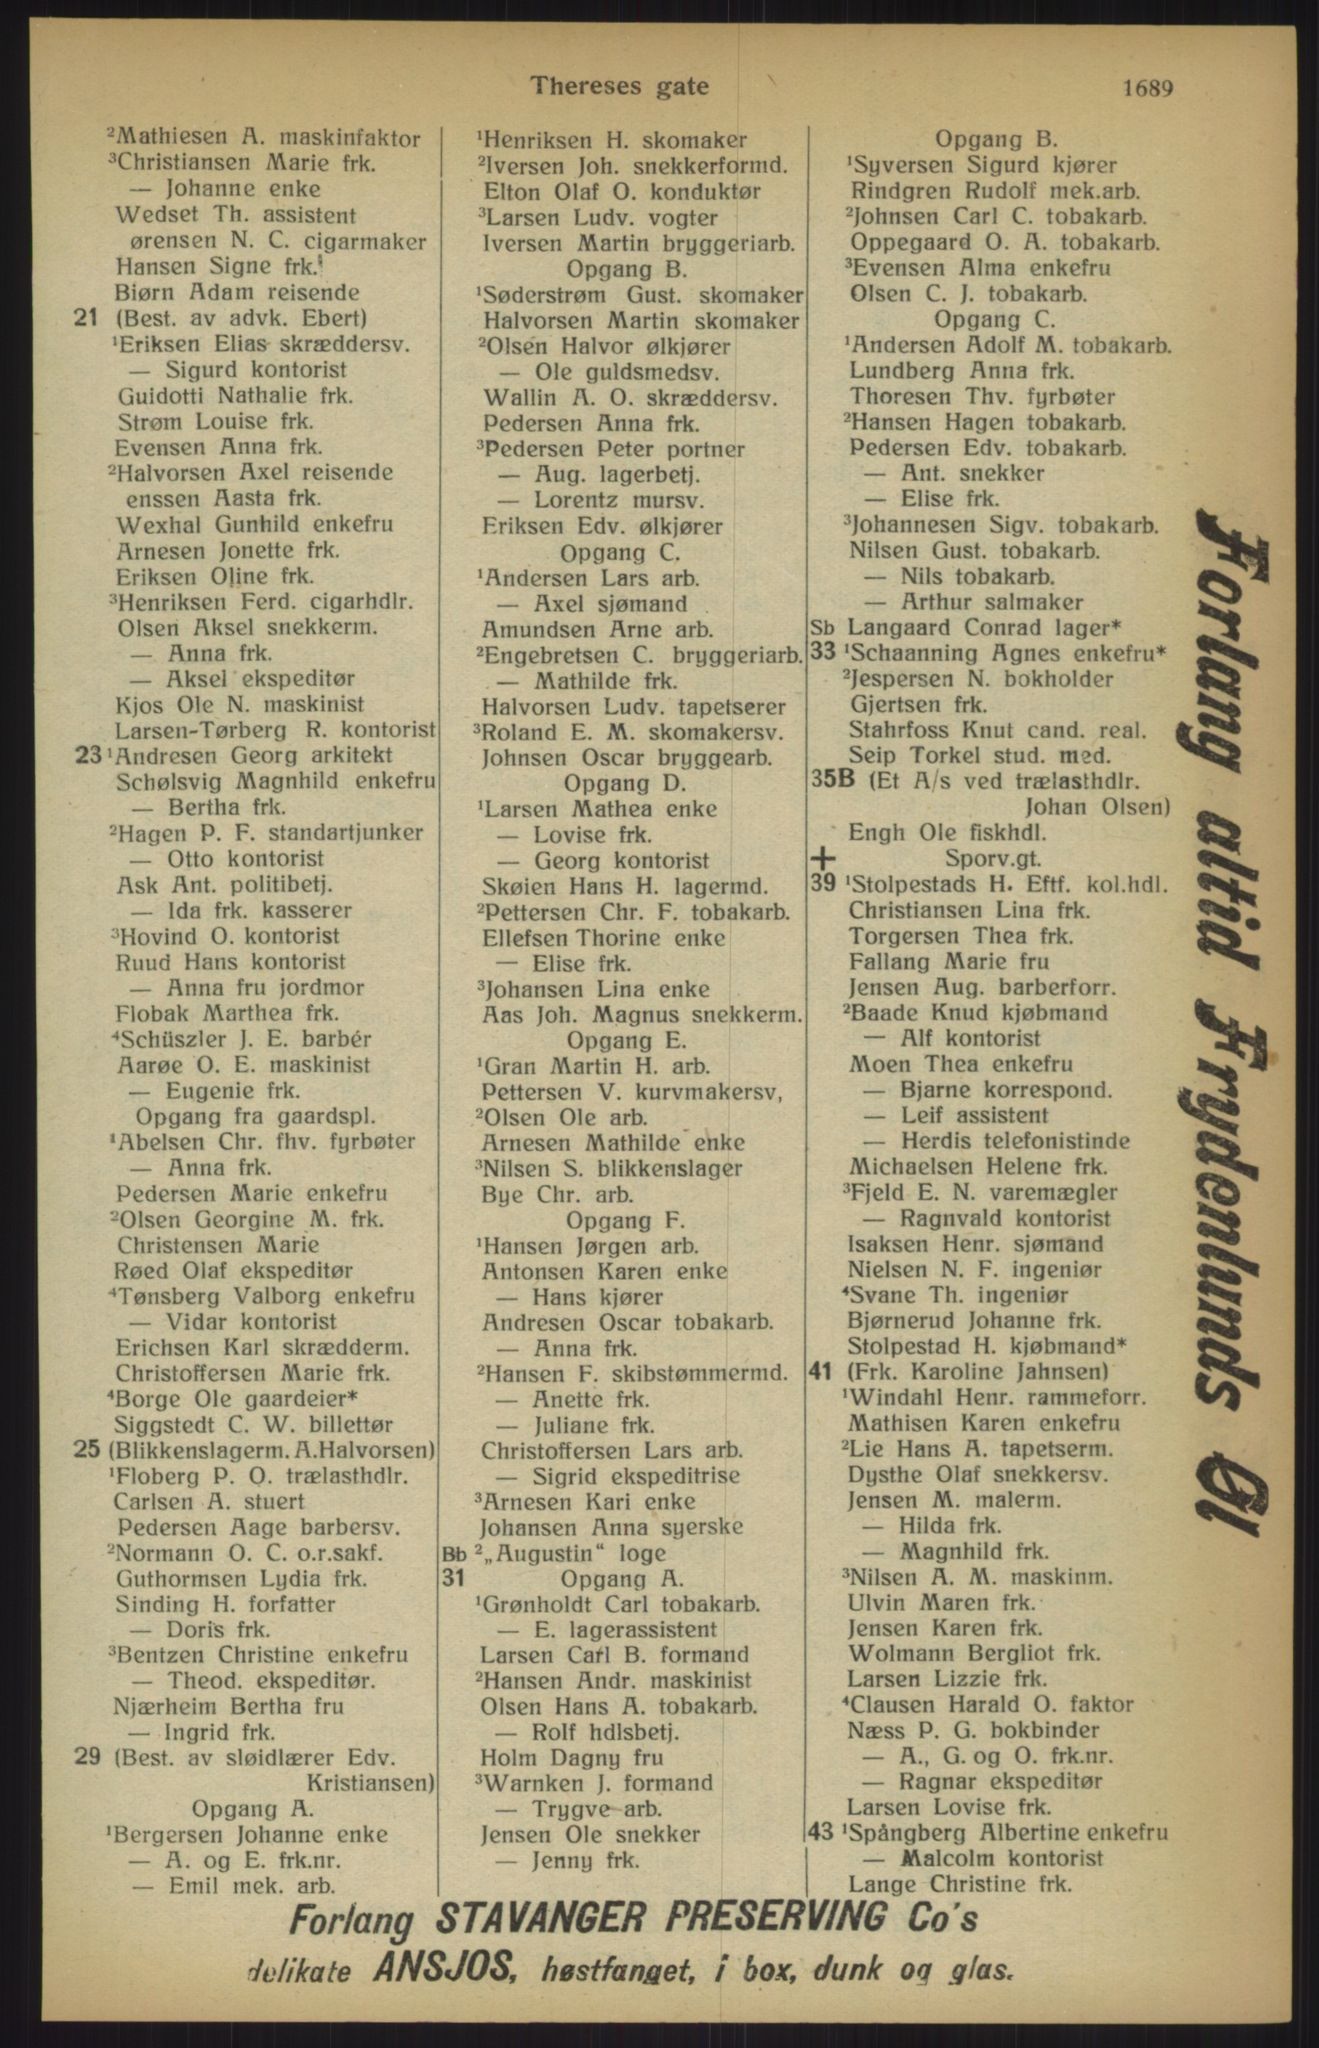 Thereses gate
1689
²Mathiesen A. maskinfaktor
³Christiansen Marie frk.
— Johanne enke
Wedset Th. assistent
ørensen N. C. cigarmaker
Hansen Signe frk.
Biørn Adam reisende
21 (Best. av advk. Ebert)
¹Eriksen Elias skræddersv.
— Sigurd kontorist
Guidotti Nathalie frk.
Strøm Louise frk.
Evensen Anna frk.
²Halvorsen Axel reisende
enssen Aasta frk.
Wexhal Gunhild enkefru
Arnesen Jonette frk.
Eriksen Oline frk.
³Henriksen Ferd. cigarhdlr.
Olsen Aksel snekkerm.
— Anna frk.
— Aksel ekspeditør
Kjos Ole N. maskinist
Larsen-Tørberg R. kontorist
23 ¹Andresen Georg arkitekt
Schølsvig Magnhild enkefru
— Bertha frk.
²Hagen P. F. standartjunker
— Otto kontorist
Ask Ant. politibetj.
— Ida frk. kasserer
³Hovind O. kontorist
Ruud Hans kontorist
— Anna fru jordmor
Flobak Marthea frk.
⁴Schüszler J. E. barbér
Aarøe O. E. maskinist
— Eugenie frk.
Opgang fra gaardspl.
¹Abelsen Chr. fhv. fyrbøter
— Anna frk.
Pedersen Marie enkefru
²Olsen Georgine M. frk.
Christensen Marie
Røed Olaf ekspeditør
⁴Tønsberg Valborg enkefru
— Vidar kontorist
Erichsen Karl skrædderm.
Christoffersen Marie frk.
⁴Borge Ole gaardeier*
Siggstedt C. W. billettør
25 (Blikkenslagerm. A.Halvorsen)
¹Floberg P. O. trælasthdlr.
Carlsen A. stuert
Pedersen Aage barbersv.
²Normann O. C. o.r.sakf.
Guthormsen Lydia frk.
Sinding H. forfatter
— Doris frk.
³Bentzen Christine enkefru
— Theod. ekspeditør.
Njærheim Bertha fru
— Ingrid frk.
29 (Best. av sløidlærer Edv.
Kristiansen)
Opgang A.
¹Bergersen Johanne enke
— A. og E. frk.nr.
— Emil mek. arb.
¹Henriksen H. skomaker
²Iversen Joh. snekkerformd.
Elton Olaf O. konduktør
³Larsen Ludv. vogter
Iversen Martin bryggeriarb.
Opgang B.
¹Søderstrøm Gust. skomaker
Halvorsen Martin skomaker
²Olsen Halvor ølkjører
— Ole guldsmedsv.
Wallin A. O. skræddersv.
Pedersen Anna frk.
³Pedersen Peter portner
— Aug. lagerbetj.
— Lorentz mursv.
Eriksen Edv. ølkjører
Opgang C.
¹Andersen Lars arb.
— Axel sjømand
Amundsen Arne arb.
²Engebretsen C. bryggeriarb.
— Mathilde frk.
Halvorsen Ludv. tapetserer
³Roland E. M. skomakersv.
Johnsen Oscar bryggearb.
Opgang D.
¹Larsen Mathea enke
— Lovise frk.
— Georg kontorist
Skøien Hans H. lagermd.
²Pettersen Chr. F. tobakarb.
Ellefsen Thorine enke
— Elise frk.
³Johansen Lina enke
Aas Joh. Magnus snekkerm.
Opgang E.
¹Gran Martin H. arb.
Pettersen V. kurvmakersv,
²Olsen Ole arb.
Arnesen Mathilde enke
³Nilsen S. blikkenslager
Bye Chr. arb.
Opgang F.
¹Hansen Jørgen arb.
Antonsen Karen enke
— Hans kjører
Andresen Oscar tobakarb.
— Anna frk.
²Hansen F. skibstømmermd.
— Anette frk.
— Juliane frk.
Christoffersen Lars arb.
— Sigrid ekspeditrise
³Arnesen Kari enke
Johansen Anna syerske
Bb ²„Augustin“ loge
31 Opgang A.
¹Grønholdt Carl tobakarb.
— E. lagerassistent
Larsen Carl B. formand
²Hansen Andr. maskinist
Olsen Hans A. tobakarb.
— Rolf hdlsbetj.
Holm Dagny fru
³Warnken J. formand
— Trygve arb.
Jensen Ole snekker
— Jenny frk.
Opgang B.
¹Syversen Sigurd kjører
Rindgren Rudolf mek.arb.
²Johnsen Carl C. tobakarb.
Oppegaard O. A. tobakarb.
³Evensen Alma enkefru
Olsen C. J. tobakarb.
Opgang C.
¹Andersen Adolf M. tobakarb.
Lundberg Anna frk.
Thoresen Thv. fyrbøter
²Hansen Hagen tobakarb.
Pedersen Edv. tobakarb.
— Ant. snekker
— Elise frk.
³Johannesen Sigv. tobakarb.
Nilsen Gust. tobakarb.
— Nils tobakarb.
— Arthur salmaker
Sb Langaard Conrad lager*
33 ¹Schaanning Agnes enkefru*
²Jespersen N. bokholder
Gjertsen frk.
Stahrfoss Knut cand. real.
Seip Torkel stud. med.
35B (Et A/s ved trælasthdlr.
Johan Olsen)
Engh Ole fiskhdl.
+ Sporv.gt.
39 ¹Stolpestads H. Eftf. kol.hdl.
Christiansen Lina frk.
Torgersen Thea frk.
Fallang Marie fru
Jensen Aug. barberforr.
²Baade Knud kjøbmand
— Alf kontorist
Moen Thea enkefru
— Bjarne korrespond.
— Leif assistent
— Herdis telefonistinde
Michaelsen Helene frk.
³Fjeld E. N. varemægler
— Ragnvald kontorist
Isaksen Henr. sjømand
Nielsen N. F. ingeniør
⁴Svane Th. ingeniør
Bjørnerud Johanne frk.
Stolpestad H. kjøbmand*
41 (Frk. Karoline Jahnsen)
¹Windahl Henr. rammeforr.
Mathisen Karen enkefru
²Lie Hans A. tapetserm.
Dysthe Olaf snekkersv.
Jensen M. malerm.
— Hilda frk.
— Magnhild frk.
³Nilsen A. M. maskinm.
Ulvin Maren frk.
Jensen Karen frk.
Wolmann Bergliot frk.
Larsen Lizzie frk.
⁴Clausen Harald O. faktor
Næss P. G. bokbinder
— A., G. og O. frk.nr.
— Ragnar ekspeditør
Larsen Lovise frk.
43 ¹Spångberg Albertine enkefru
— Malcolm kontorist
Lange Christine frk.
Forlang altid Frydenlunds Øl
Forlang STAVANGER PRESERVING Co's
delikate ANSJOS, høstfanget, i box, dunk og glas.